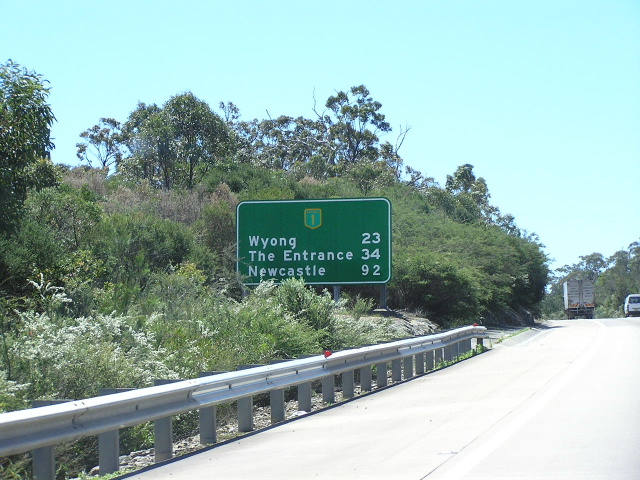 1
Wyong 23
The Entrance 34
Newcastle 92